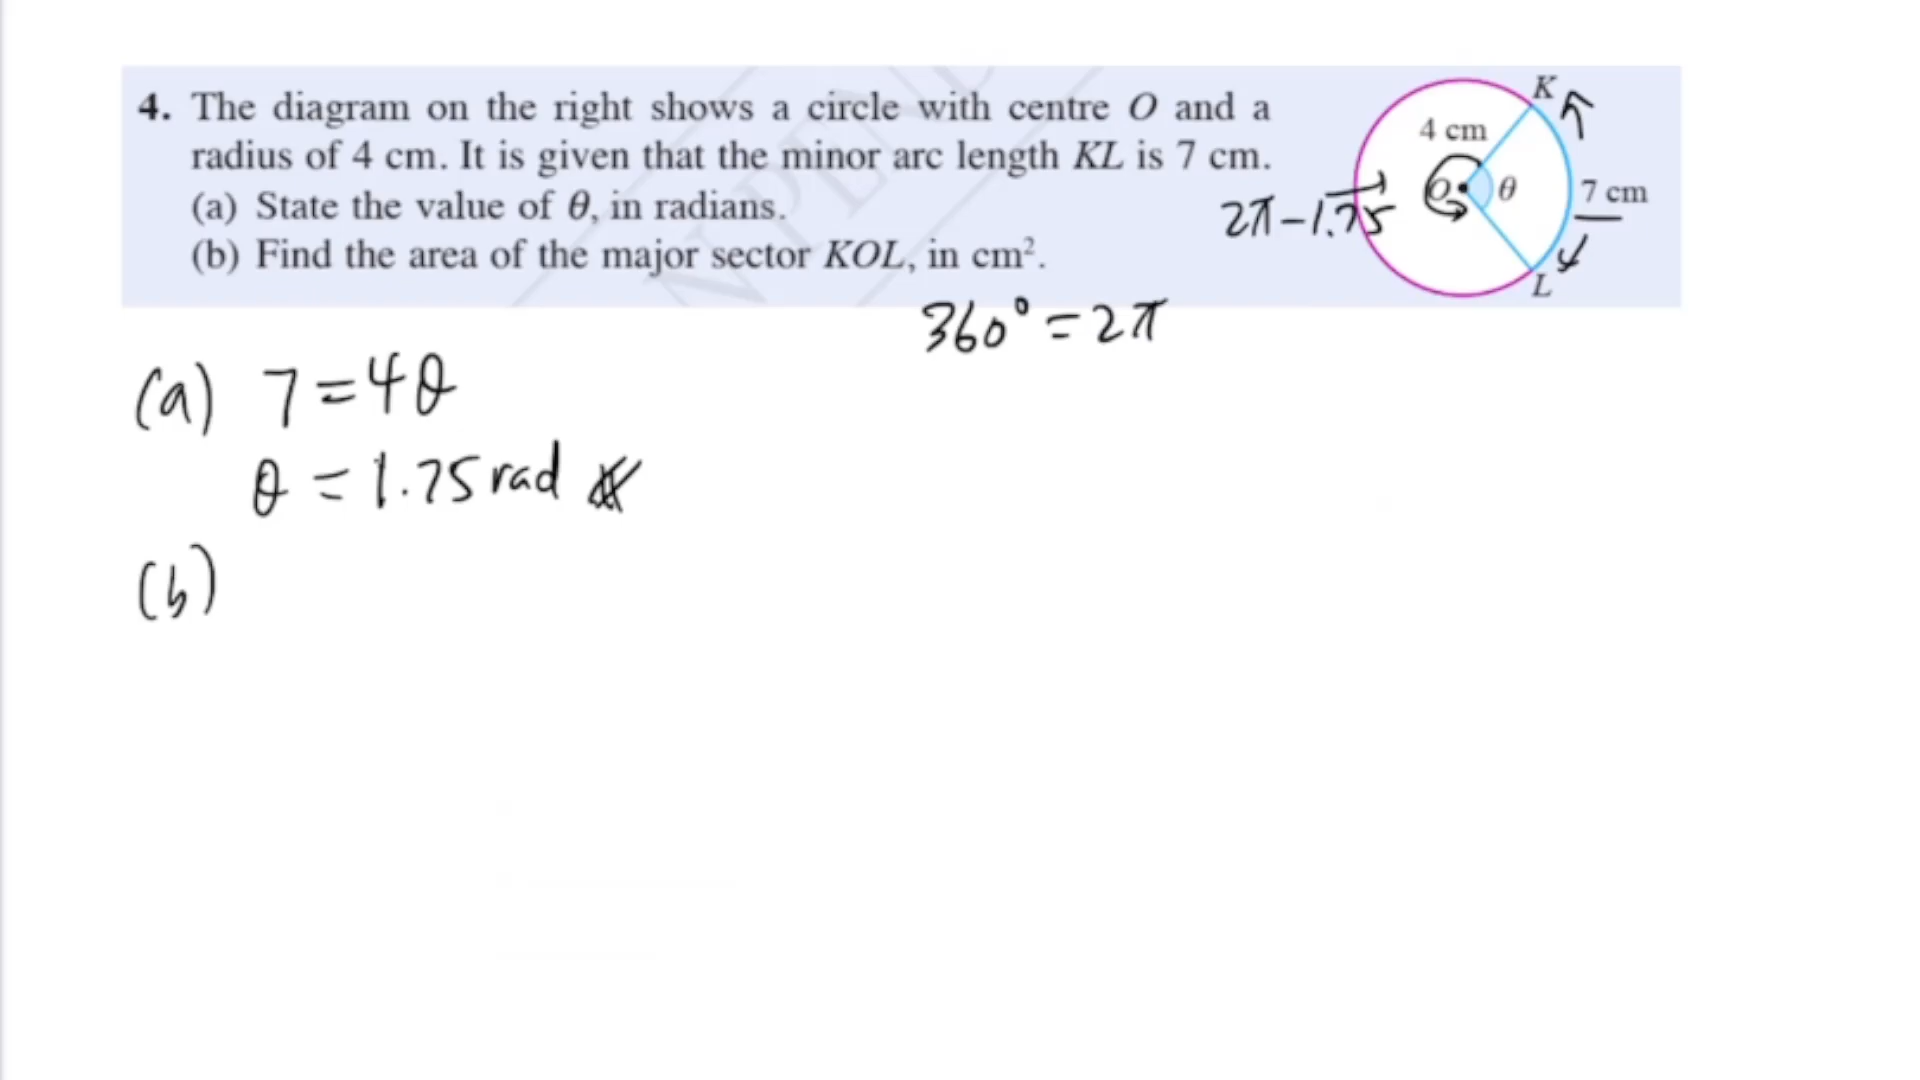 4. The diagram on the right shows a circle with centre O and a
radius of 4 cm. It is given that the minor arc length KL is 7 cm.
(a) State the value of θ, in radians.
(b) Find the area of the major sector KOL, in cm².
K
4 cm
O
θ
7 cm
L
2π-1.75
360° = 2π
(a) 7 = 4θ
θ = 1.75 rad
(b)